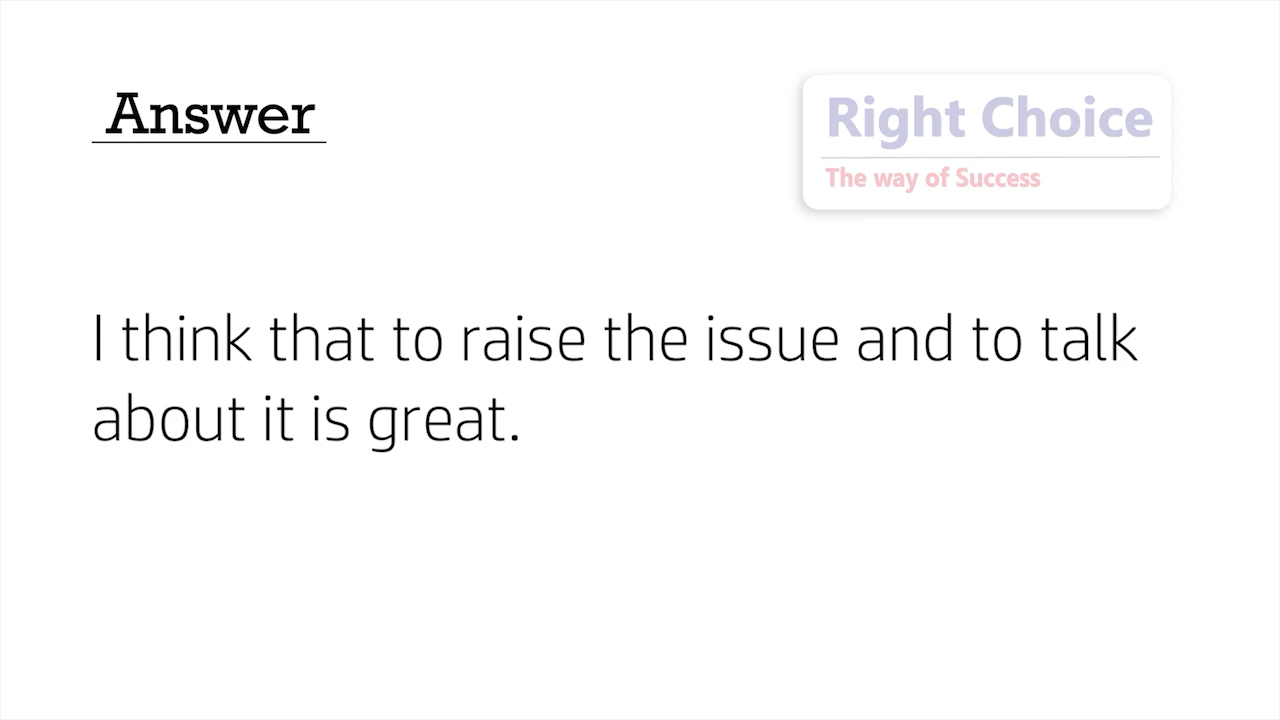 Answer
Right Choice
The way of Success
I think that to raise the issue and to talk
about it is great.